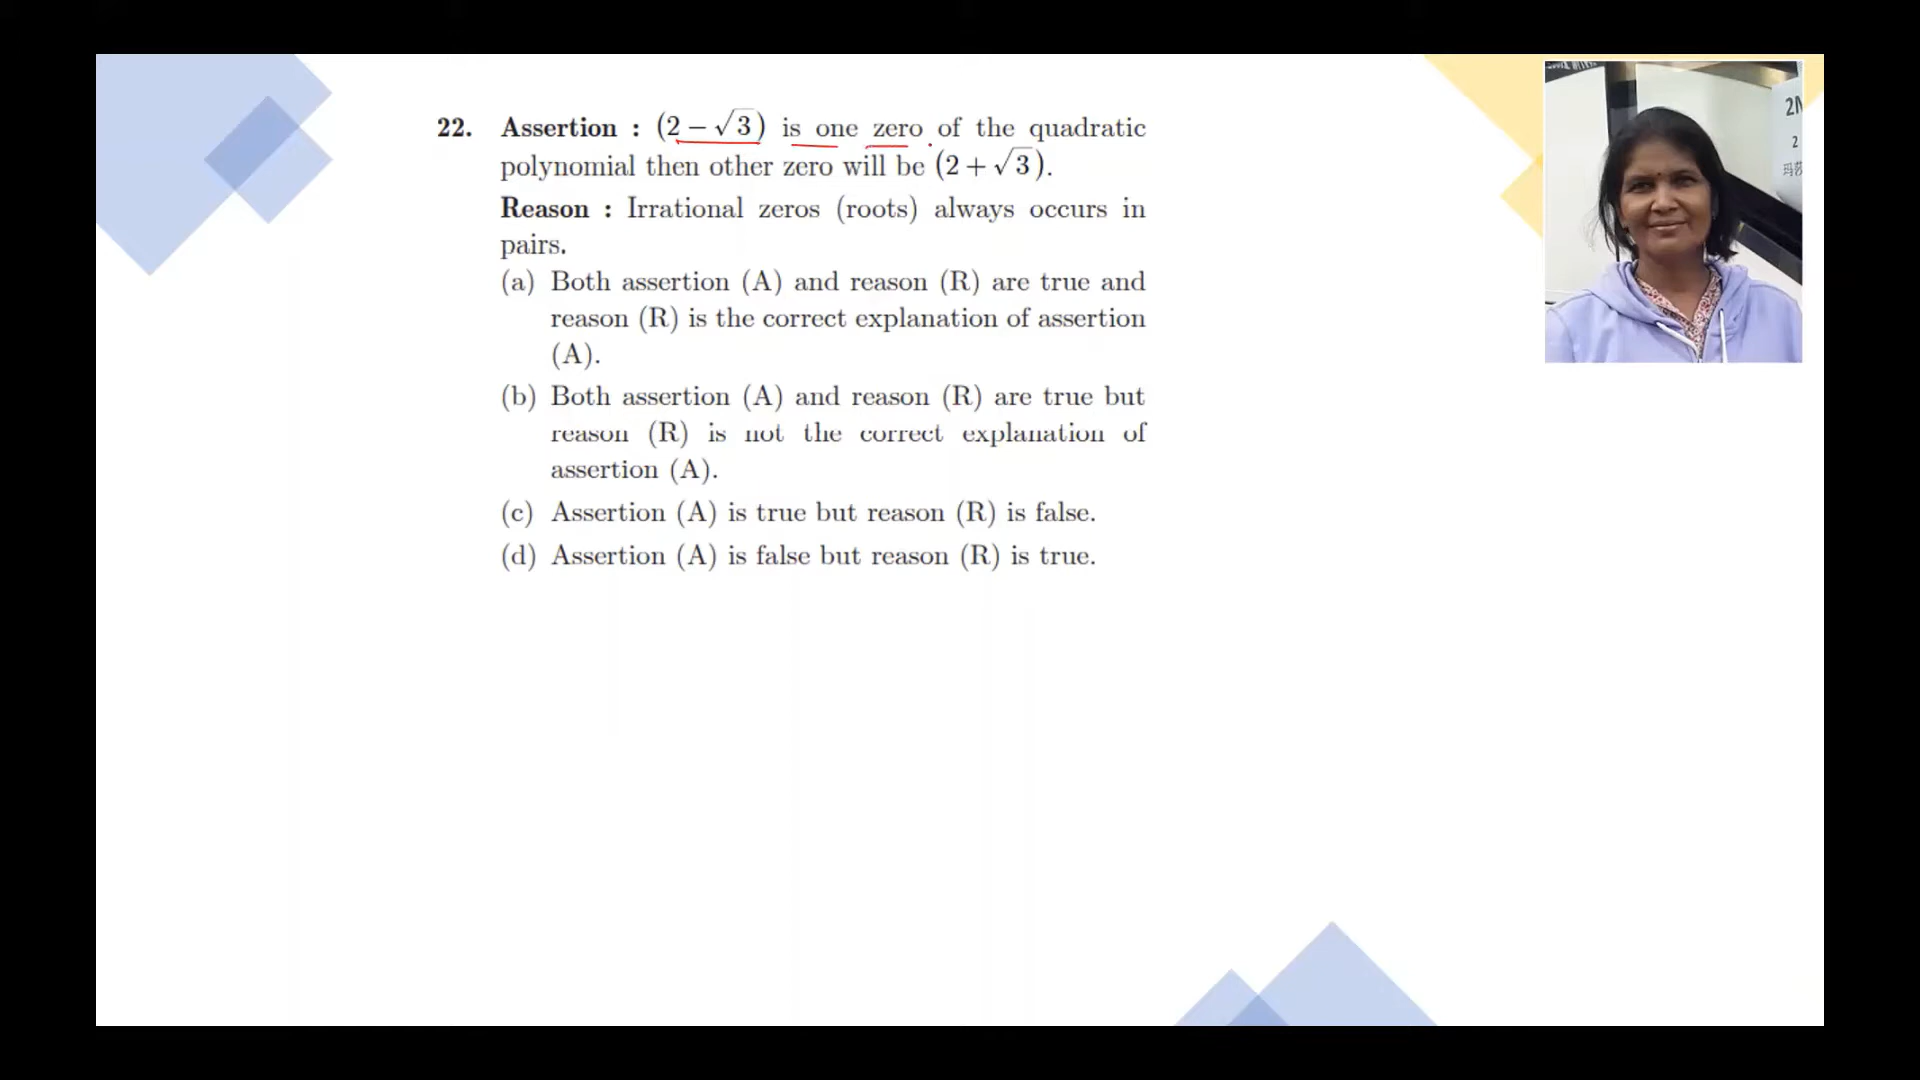 22. Assertion : (2 − √3) is one zero of the quadratic
polynomial then other zero will be (2 + √3).
Reason : Irrational zeros (roots) always occurs in
pairs.
(a) Both assertion (A) and reason (R) are true and
reason (R) is the correct explanation of assertion
(A).
(b) Both assertion (A) and reason (R) are true but
reason (R) is not the correct explanation of
assertion (A).
(c) Assertion (A) is true but reason (R) is false.
(d) Assertion (A) is false but reason (R) is true.
2